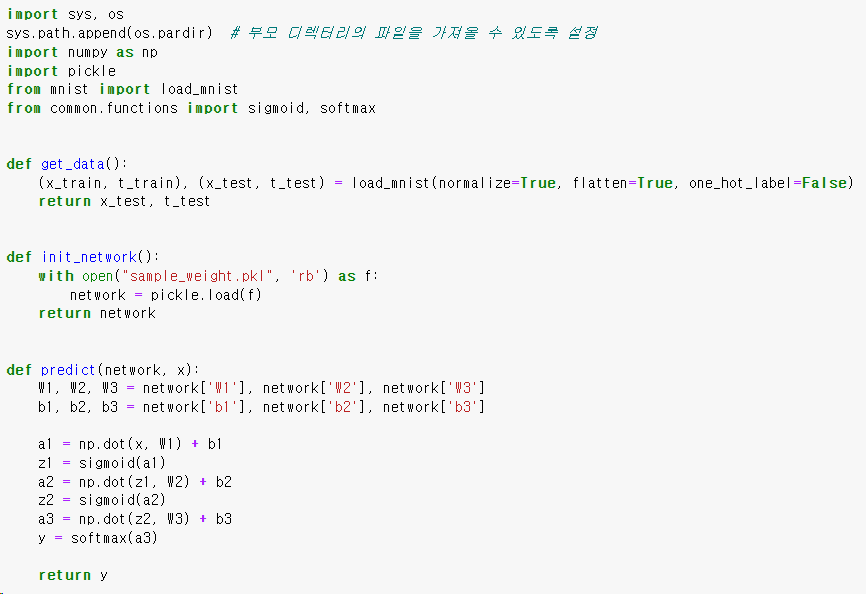 import sys, os
sys.path.append(os.pardir)  # 부모 디렉터리의 파일을 가져올 수 있도록 설정
import numpy as np
import pickle
from mnist import load_mnist
from common.functions import sigmoid, softmax
def get_data():
    (x_train, t_train), (x_test, t_test) = load_mnist(normalize=True, flatten=True, one_hot_label=False)
    return x_test, t_test
def init_network():
    with open("sample_weight.pkl", 'rb') as f:
        network = pickle.load(f)
    return network
def predict(network, x):
    W1, W2, W3 = network['W1'], network['W2'], network['W3']
    b1, b2, b3 = network['b1'], network['b2'], network['b3']
    a1 = np.dot(x, W1) + b1
    z1 = sigmoid(a1)
    a2 = np.dot(z1, W2) + b2
    z2 = sigmoid(a2)
    a3 = np.dot(z2, W3) + b3
    y = softmax(a3)
    return y